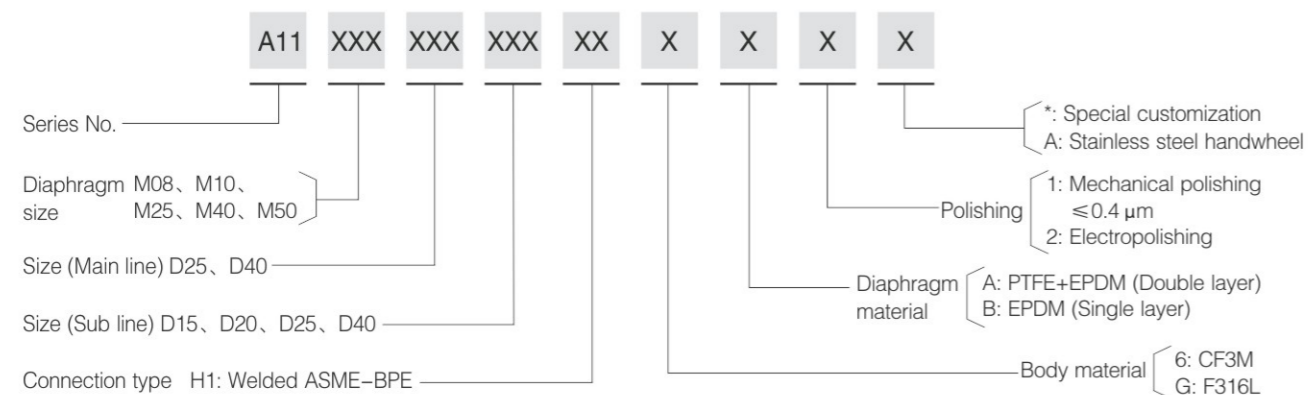 A11 XXX XXX XXX XX X X X X
Series No.
Diaphragm M08、M10、
size M25、M40、M50
Size (Main line) D25、D40
Size (Sub line) D15、D20、D25、D40
Connection type H1: Welded ASME-BPE
*: Special customization
A: Stainless steel handwheel
Polishing
1: Mechanical polishing
≤0.4 μm
2: Electropolishing
Diaphragm
material
A: PTFE+EPDM (Double layer)
B: EPDM (Single layer)
Body material
6: CF3M
G: F316L